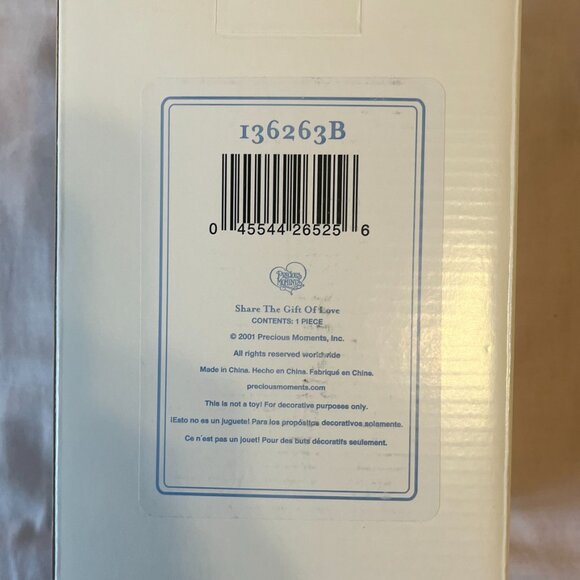 136263B
0 45544 26525 6
Precious
Moments
Share The Gift Of Love
CONTENTS: 1 PIECE
© 2001 Precious Moments, Inc.
All rights reserved worldwide
Made in China. Hecho en China. Fabriqué en China.
preciousmoments.com
This is not a toy! For decorative purposes only.
¡Eato no es un juguete! Para los propósitos decorativos solamente.
Ce n'est pas un jouet! Pour des buts décoratifs seulement.